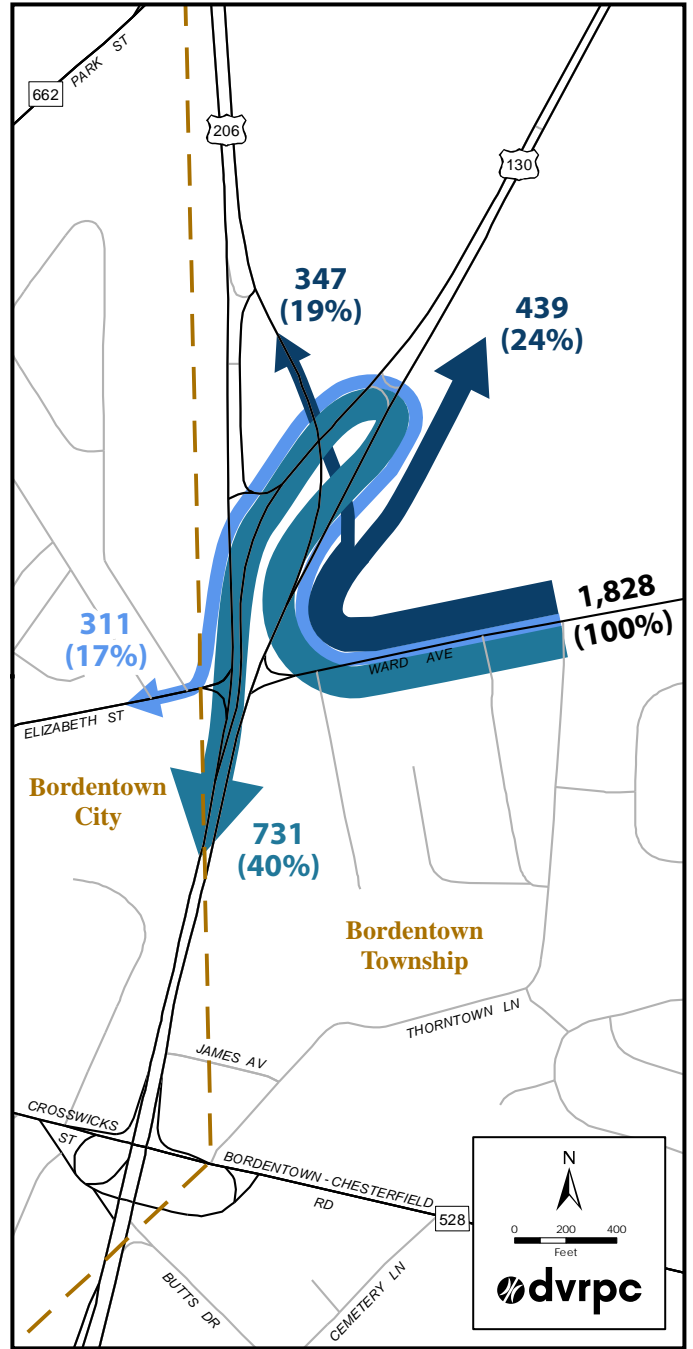 PARK ST
662
206
130
347
(19%)
439
(24%)
1,828
(100%)
311
(17%)
WARD AVE
ELIZABETH ST
Bordentown
City
731
(40%)
Bordentown
Township
THORNTOWN LN
JAMES AV
CROSSWICKS
ST
BORDENTOWN - CHESTERFIELD
RD
528
BUTTS DR
CEMETERY LN
N
0 200 400
Feet
dvrpc